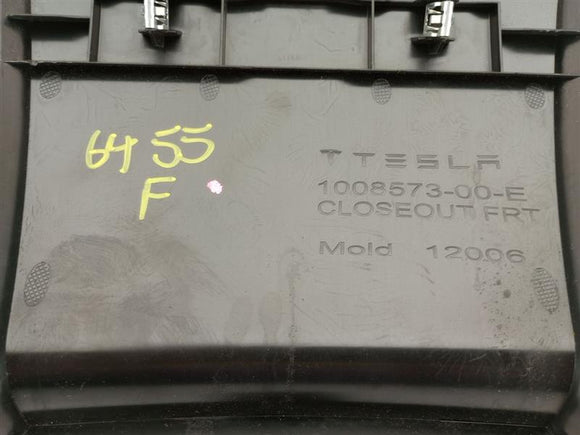 6455
F
TESLA
1008573-00-E
CLOSEOUT FRT
Mold 12006